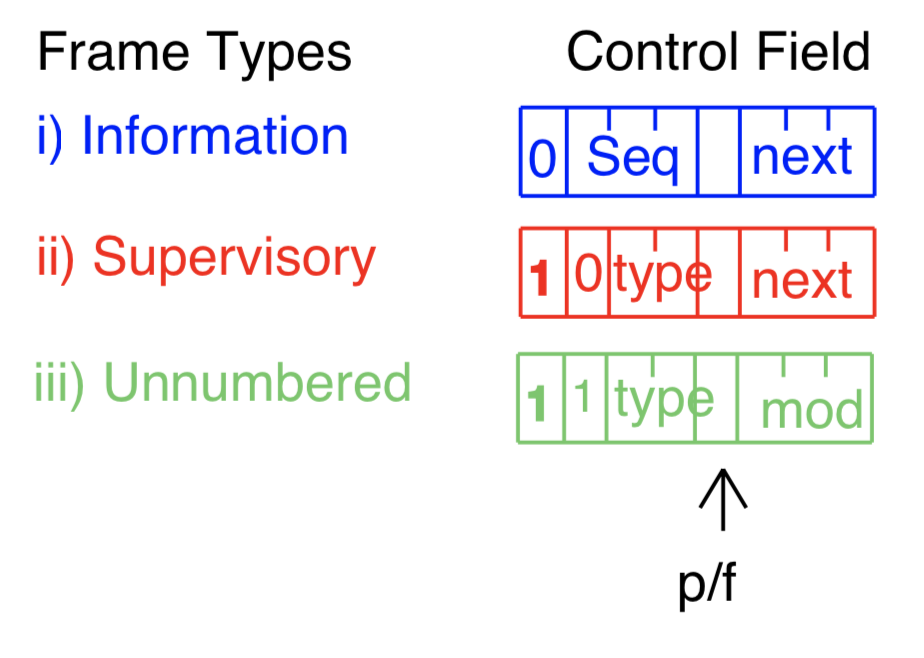 Frame Types Control Field
i) Information 0 Seq next
ii) Supervisory 1 0 type next
iii) Unnumbered 1 1 type mod
p/f